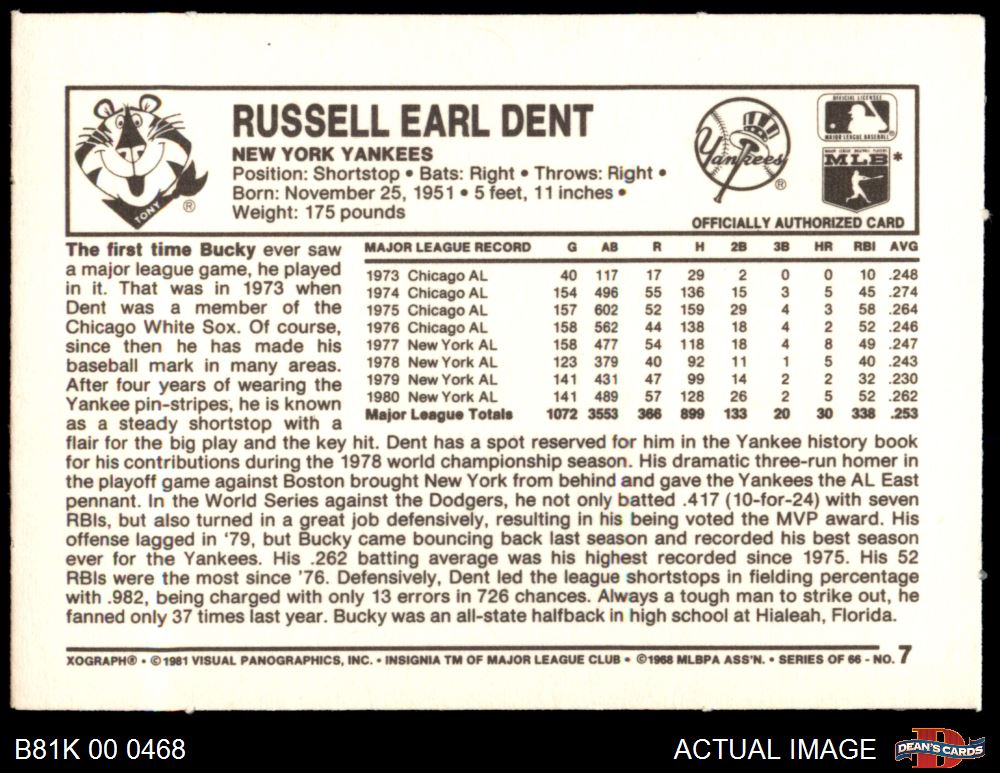 RUSSELL EARL DENT
NEW YORK YANKEES
Position: Shortstop • Bats: Right • Throws: Right •
Born: November 25, 1951 • 5 feet, 11 inches •
Weight: 175 pounds
TONY
®
Yankees
®
OFFICIAL LICENSEE
MAJOR LEAGUE BASEBALL
MLB*
OFFICIALLY AUTHORIZED CARD
The first time Bucky ever saw
a major league game, he played
in it. That was in 1973 when
Dent was a member of the
Chicago White Sox. Of course,
since then he has made his
baseball mark in many areas.
After four years of wearing the
Yankee pin-stripes, he is known
as a steady shortstop with a
MAJOR LEAGUE RECORD G AB R H 2B 3B HR RBI AVG
1973 Chicago AL 40 117 17 29 2 0 0 10 .248
1974 Chicago AL 154 496 55 136 15 3 5 45 .274
1975 Chicago AL 157 602 52 159 29 4 3 58 .264
1976 Chicago AL 158 562 44 138 18 4 2 52 .246
1977 New York AL 158 477 54 118 18 4 8 49 .247
1978 New York AL 123 379 40 92 11 1 5 40 .243
1979 New York AL 141 431 47 99 14 2 2 32 .230
1980 New York AL 141 489 57 128 26 2 5 52 .262
Major League Totals 1072 3553 366 899 133 20 30 338 .253
flair for the big play and the key hit. Dent has a spot reserved for him in the Yankee history book
for his contributions during the 1978 world championship season. His dramatic three-run homer in
the playoff game against Boston brought New York from behind and gave the Yankees the AL East
pennant. In the World Series against the Dodgers, he not only batted .417 (10-for-24) with seven
RBIs, but also turned in a great job defensively, resulting in his being voted the MVP award. His
offense lagged in '79, but Bucky came bouncing back last season and recorded his best season
ever for the Yankees. His .262 batting average was his highest recorded since 1975. His 52
RBIs were the most since '76. Defensively, Dent led the league shortstops in fielding percentage
with .982, being charged with only 13 errors in 726 chances. Always a tough man to strike out, he
fanned only 37 times last year. Bucky was an all-state halfback in high school at Hialeah, Florida.
XOGRAPH® • ©1981 VISUAL PANOGRAPHICS, INC. • INSIGNIA TM OF MAJOR LEAGUE CLUB • ©1968 MLBPA ASS'N. • SERIES OF 66 - NO. 7
B81K 00 0468
ACTUAL IMAGE
DEAN'S CARDS